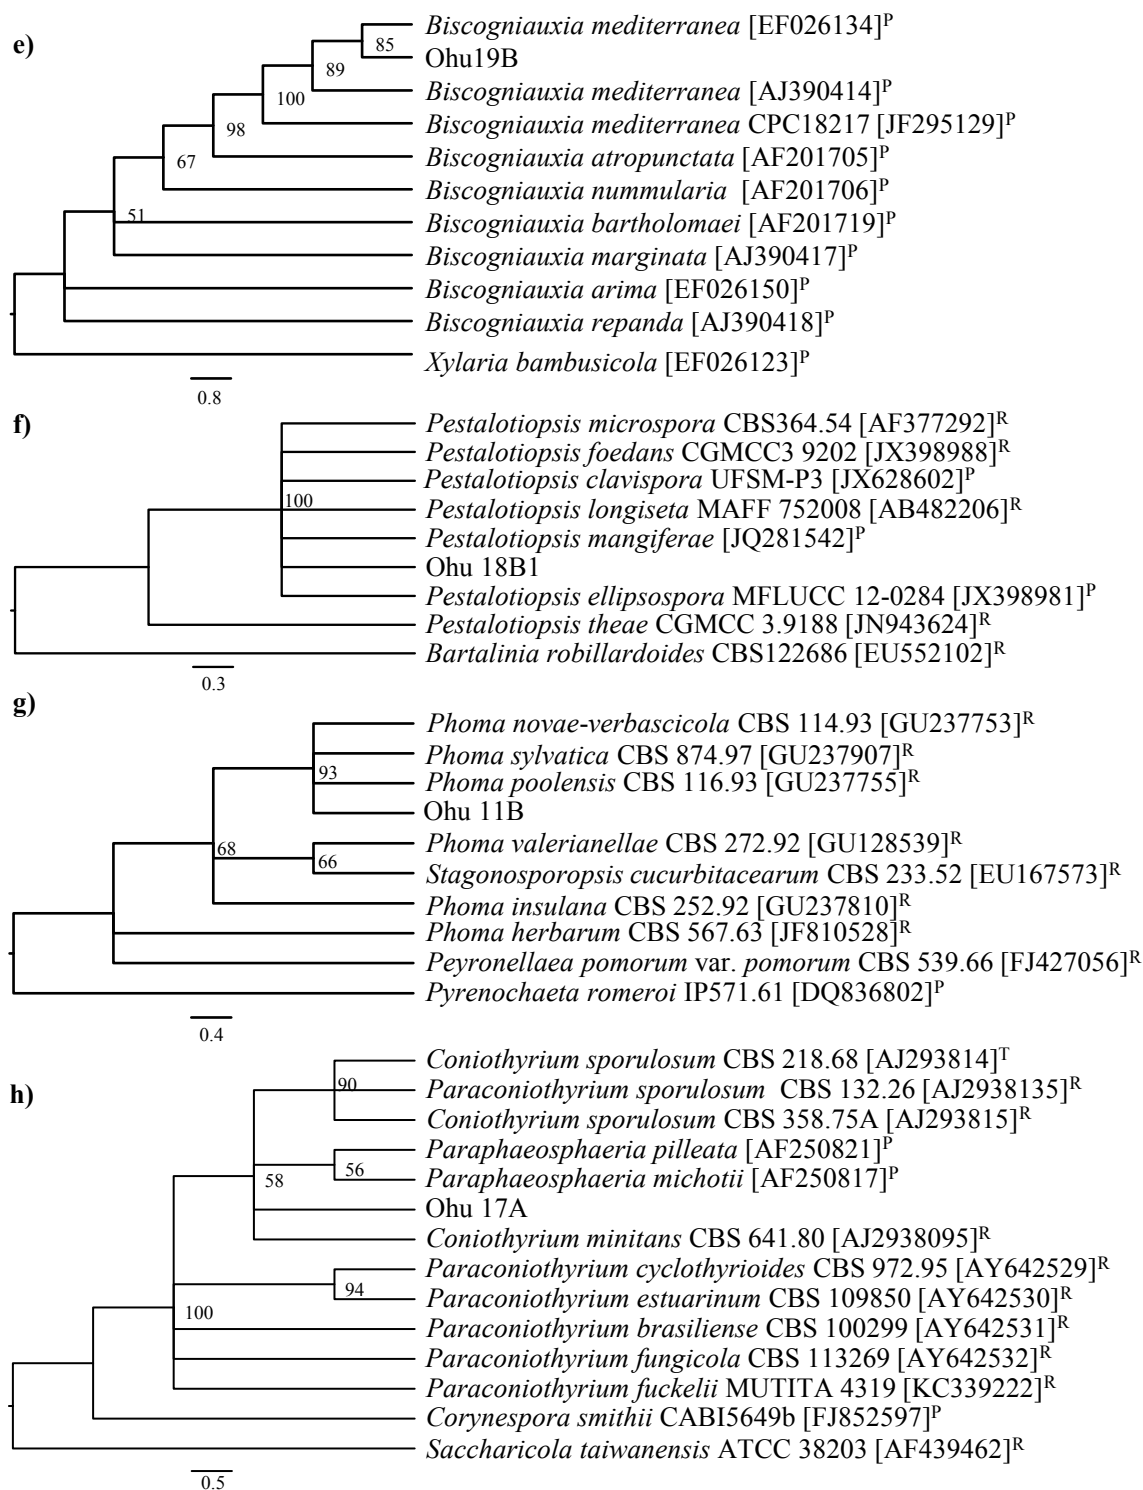 e)
Biscogniauxia mediterranea [EF026134]P
85
Ohu19B
89
Biscogniauxia mediterranea [AJ390414]P
100
Biscogniauxia mediterranea CPC18217 [JF295129]P
98
Biscogniauxia atropunctata [AF201705]P
67
Biscogniauxia nummularia [AF201706]P
51
Biscogniauxia bartholomaei [AF201719]P
Biscogniauxia marginata [AJ390417]P
Biscogniauxia arima [EF026150]P
Biscogniauxia repanda [AJ390418]P
Xylaria bambusicola [EF026123]P
0.8
f)
Pestalotiopsis microspora CBS364.54 [AF377292]R
Pestalotiopsis foedans CGMCC3 9202 [JX398988]R
Pestalotiopsis clavispora UFSM-P3 [JX628602]P
100
Pestalotiopsis longiseta MAFF 752008 [AB482206]R
Pestalotiopsis mangiferae [JQ281542]P
Ohu 18B1
Pestalotiopsis ellipsospora MFLUCC 12-0284 [JX398981]P
Pestalotiopsis theae CGMCC 3.9188 [JN943624]R
Bartalinia robillardoides CBS122686 [EU552102]R
0.3
g)
Phoma novae-verbascicola CBS 114.93 [GU237753]R
Phoma sylvatica CBS 874.97 [GU237907]R
93
Phoma poolensis CBS 116.93 [GU237755]R
Ohu 11B
Phoma valerianellae CBS 272.92 [GU128539]R
68
66
Stagonosporopsis cucurbitacearum CBS 233.52 [EU167573]R
Phoma insulana CBS 252.92 [GU237810]R
Phoma herbarum CBS 567.63 [JF810528]R
Peyronellaea pomorum var. pomorum CBS 539.66 [FJ427056]R
Pyrenochaeta romeroi IP571.61 [DQ836802]P
0.4
h)
Coniothyrium sporulosum CBS 218.68 [AJ293814]T
90
Paraconiothyrium sporulosum CBS 132.26 [AJ2938135]R
Coniothyrium sporulosum CBS 358.75A [AJ293815]R
Paraphaeosphaeria pilleata [AF250821]P
56
58
Paraphaeosphaeria michotii [AF250817]P
Ohu 17A
Coniothyrium minitans CBS 641.80 [AJ2938095]R
Paraconiothyrium cyclothyrioides CBS 972.95 [AY642529]R
94
Paraconiothyrium estuarinum CBS 109850 [AY642530]R
100
Paraconiothyrium brasiliense CBS 100299 [AY642531]R
Paraconiothyrium fungicola CBS 113269 [AY642532]R
Paraconiothyrium fuckelii MUTITA 4319 [KC339222]R
Corynespora smithii CABI5649b [FJ852597]P
Saccharicola taiwanensis ATCC 38203 [AF439462]R
0.5